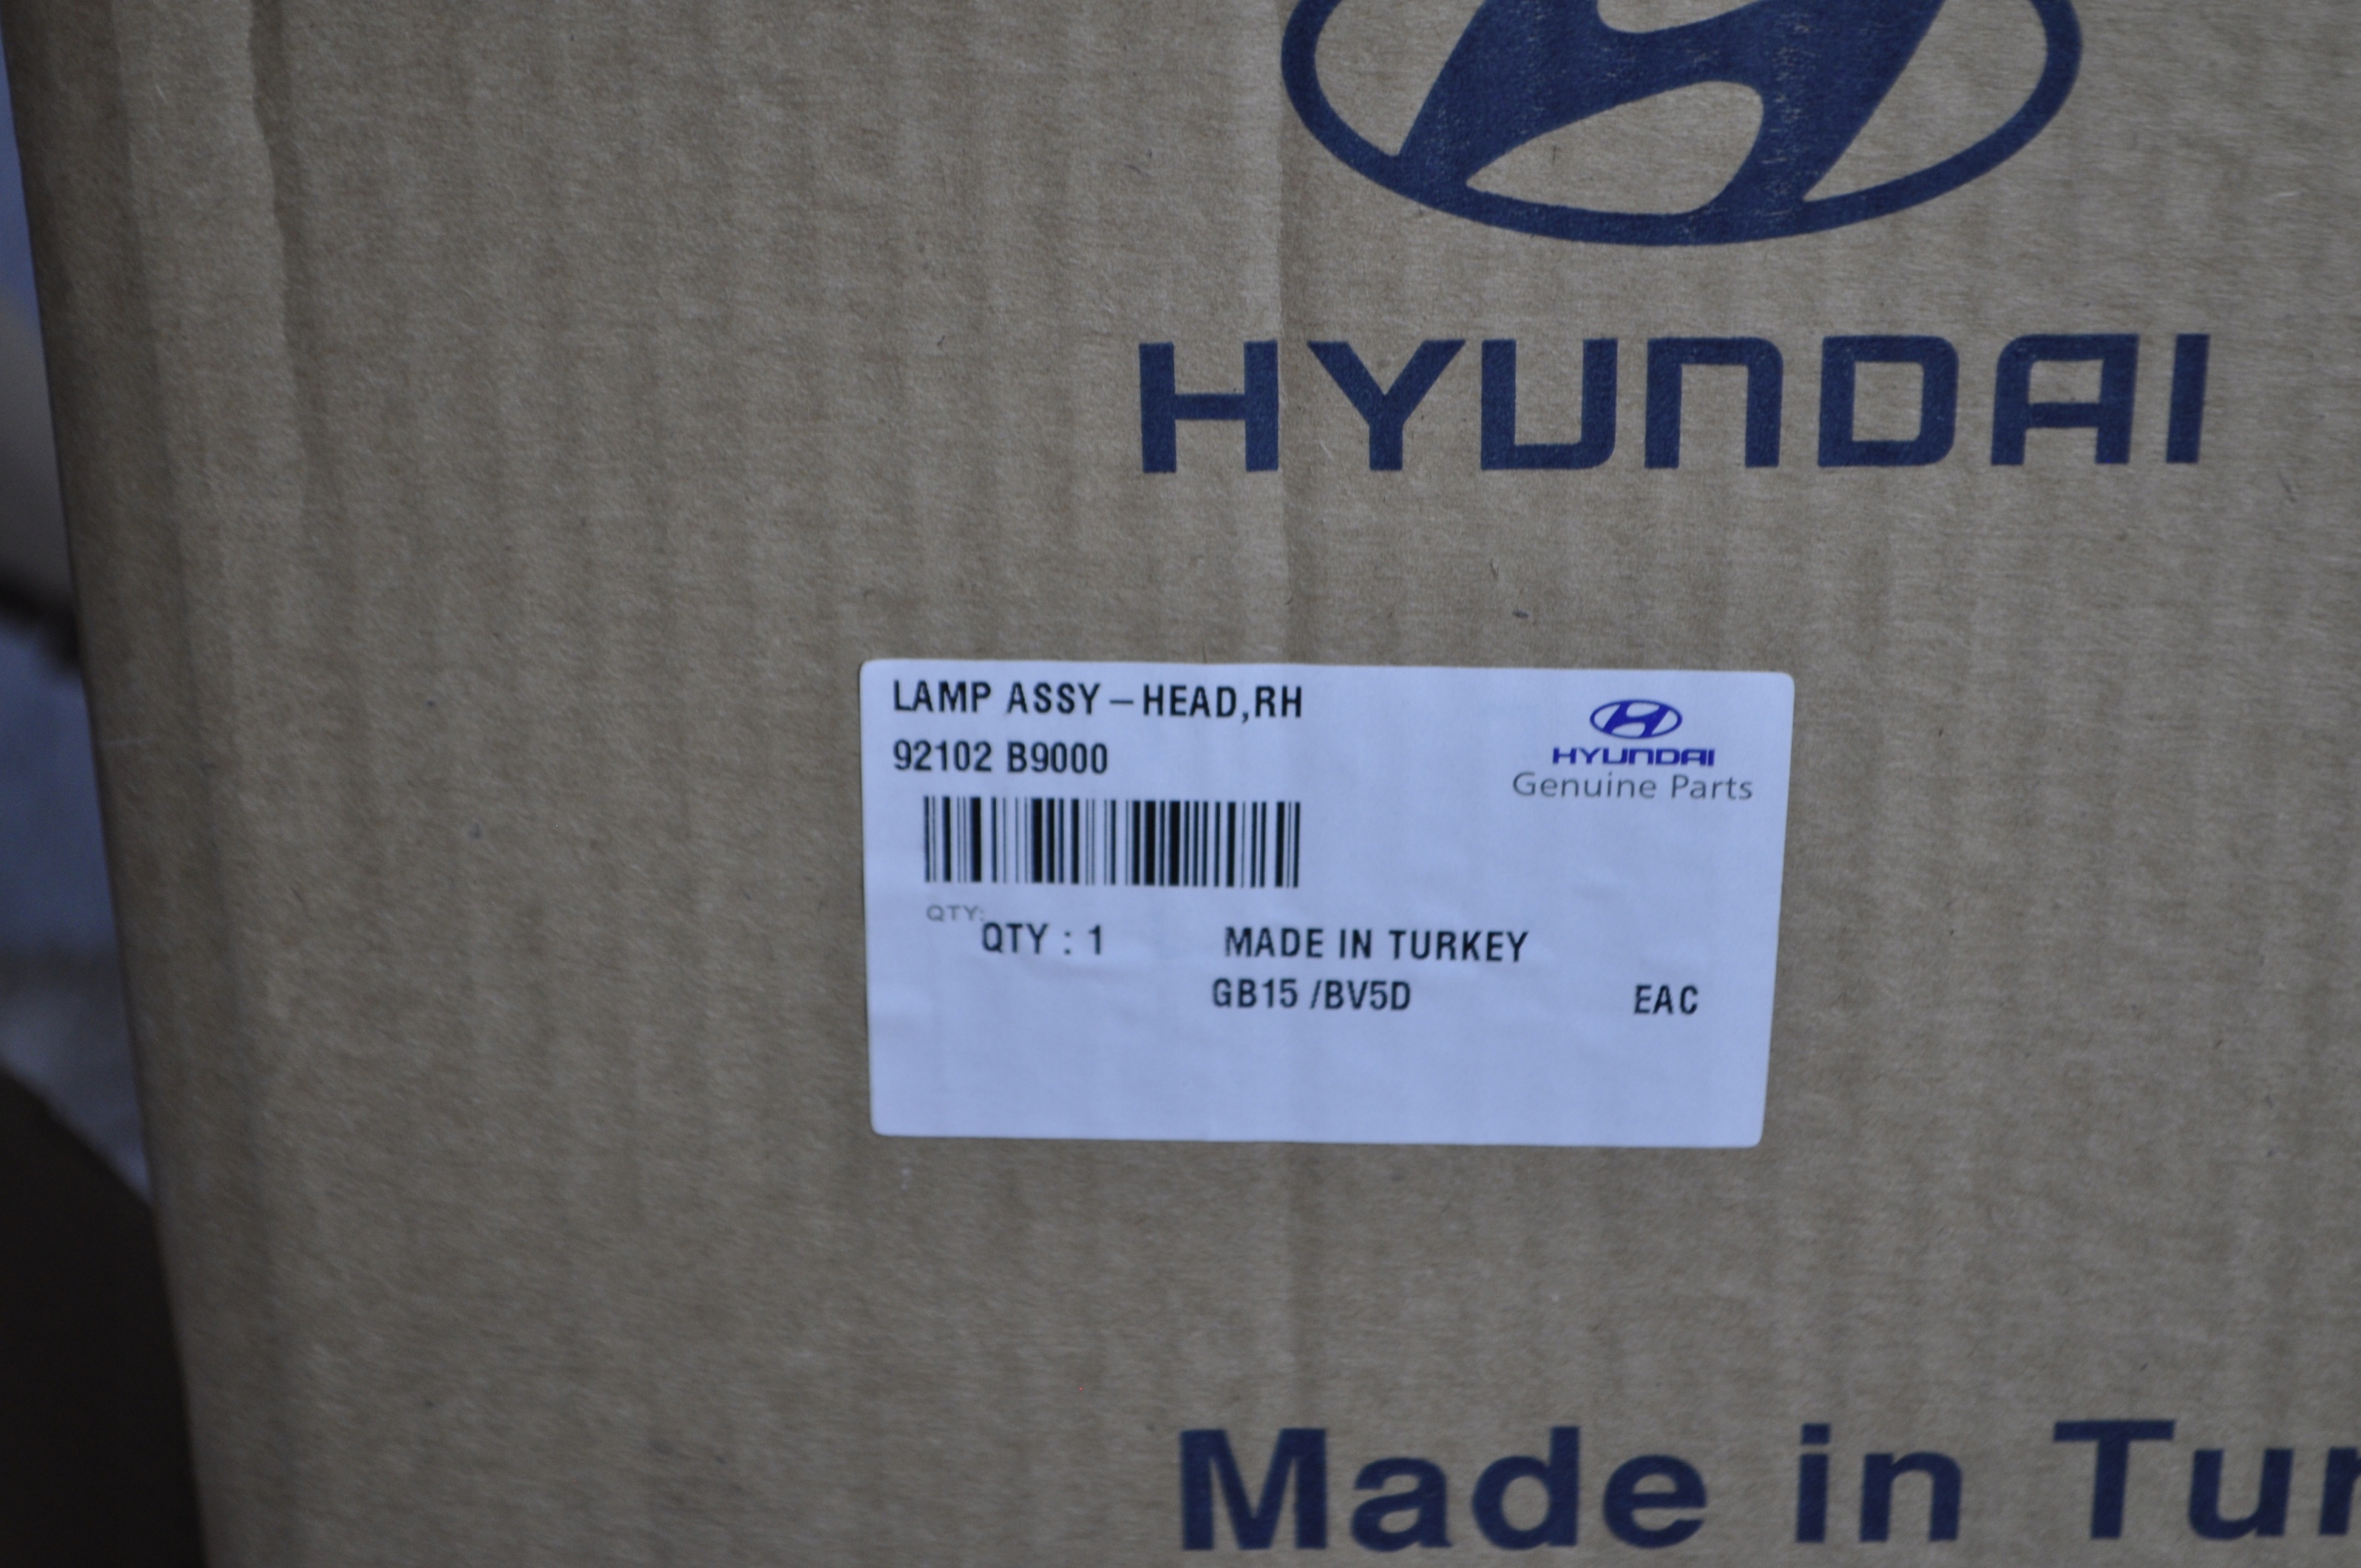 HYUNDAI
LAMP ASSY-HEAD,RH
92102 B9000
HYUNDAI
Genuine Parts
QTY:
QTY : 1
MADE IN TURKEY
GB15 /BV5D
EAC
Made in Tur